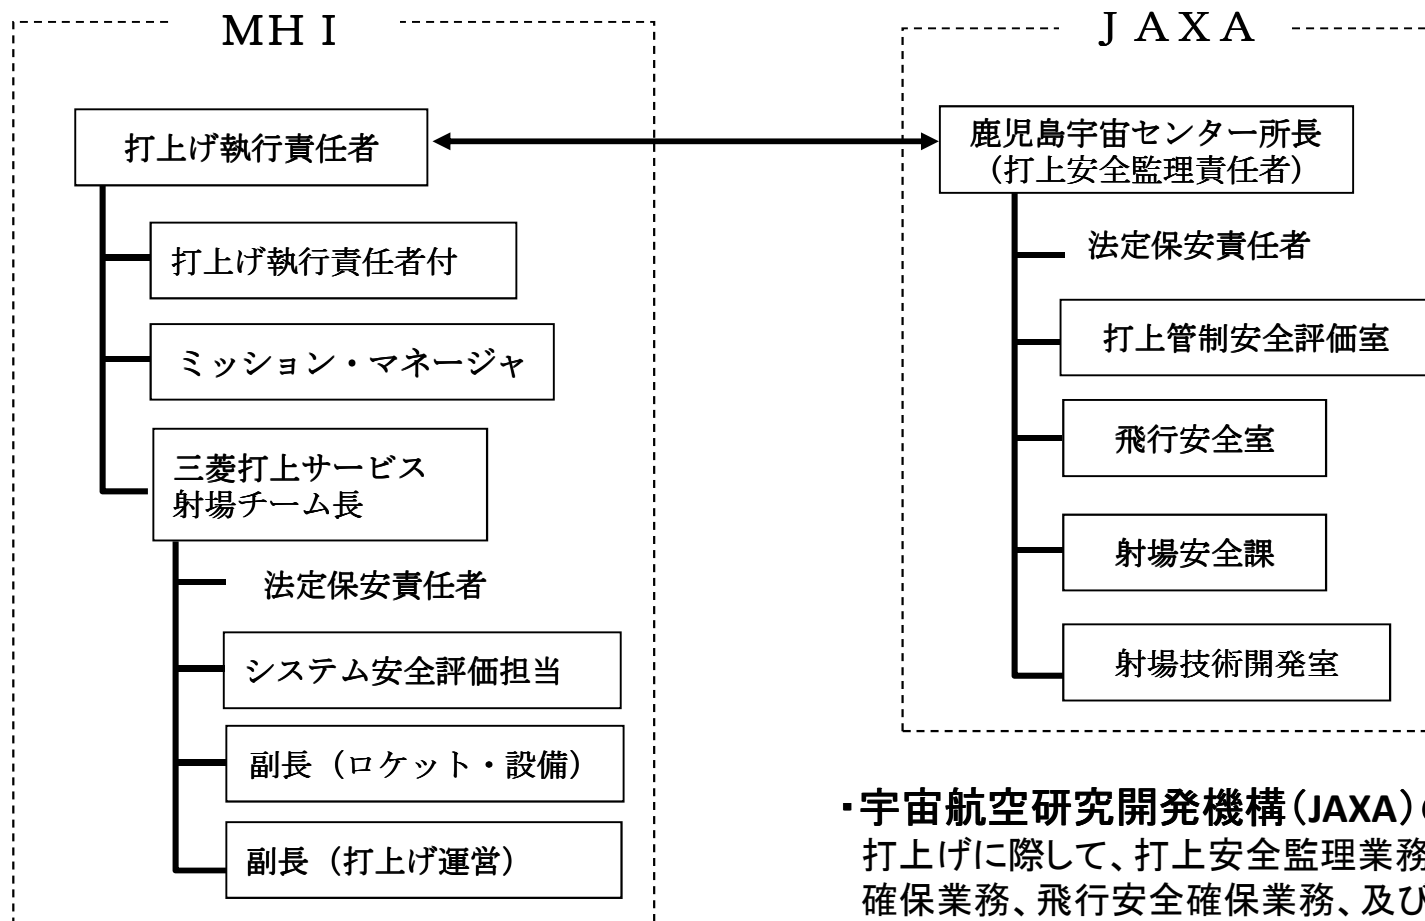 MHI
打上げ執行責任者
打上げ執行責任者付
ミッション・マネージャ
三菱打上サービス
射場チーム長
法定保安責任者
システム安全評価担当
副長（ロケット・設備）
副長（打上げ運営）
JAXA
鹿児島宇宙センター所長
（打上安全監理責任者）
法定保安責任者
打上管制安全評価室
飛行安全室
射場安全課
射場技術開発室
・宇宙航空研究開発機構（JAXA）
打上げに際して、打上安全監理業務
確保業務、飛行安全確保業務、及び